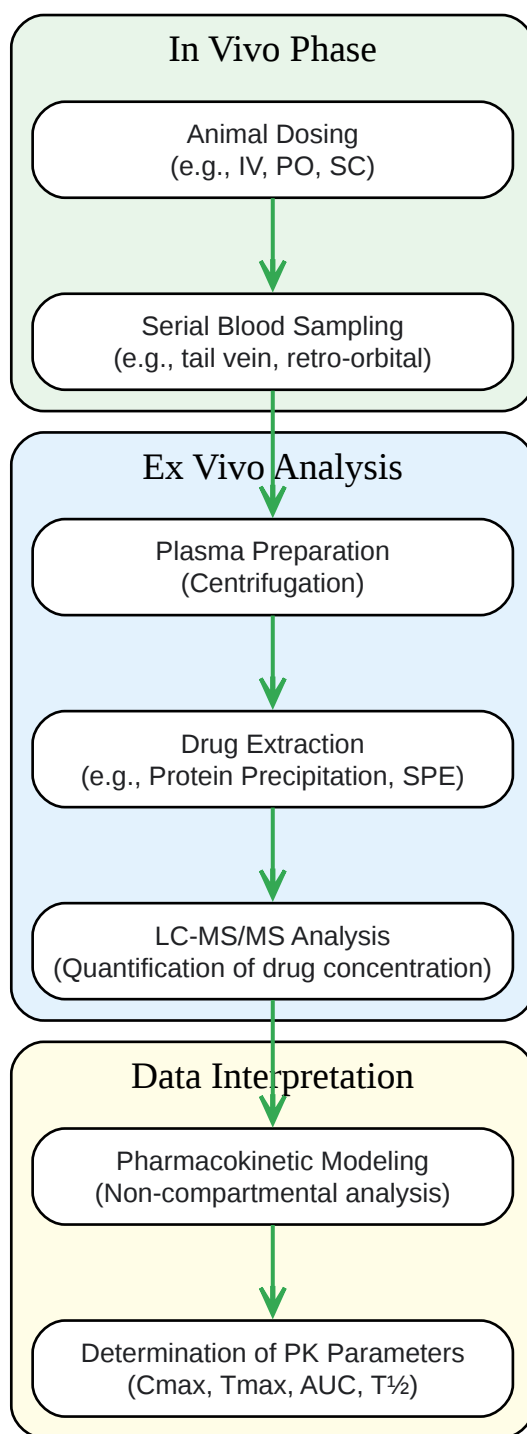 In Vivo Phase
Animal Dosing
(e.g., IV, PO, SC)
Serial Blood Sampling
(e.g., tail vein, retro-orbital)
Ex Vivo Analysis
Plasma Preparation
(Centrifugation)
Drug Extraction
(e.g., Protein Precipitation, SPE)
LC-MS/MS Analysis
(Quantification of drug concentration)
Data Interpretation
Pharmacokinetic Modeling
(Non-compartmental analysis)
Determination of PK Parameters
(Cmax, Tmax, AUC, T½)